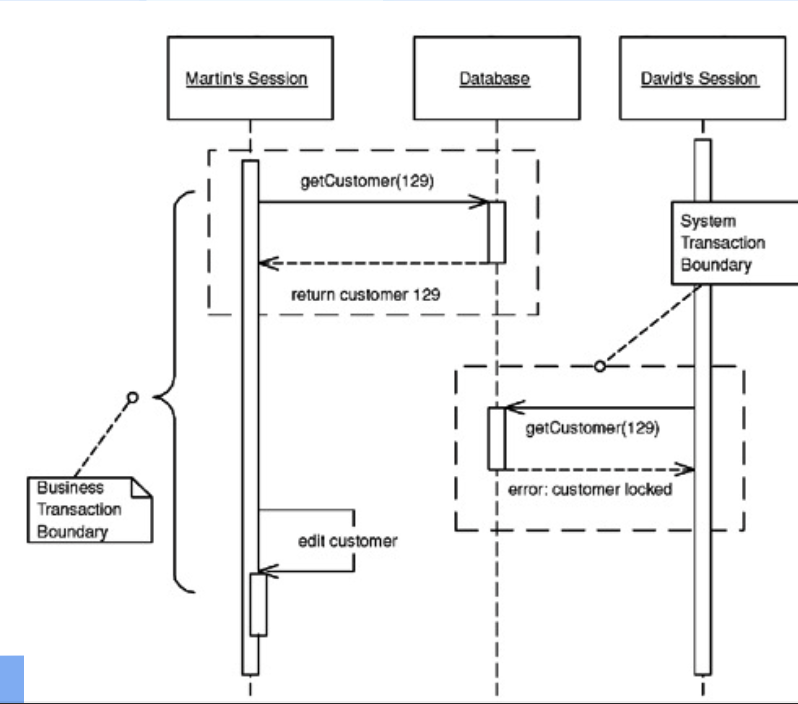 Martin's Session
Database
David's Session
getCustomer(129)
return customer 129
System
Transaction
Boundary
getCustomer(129)
error: customer locked
Business
Transaction
Boundary
edit customer